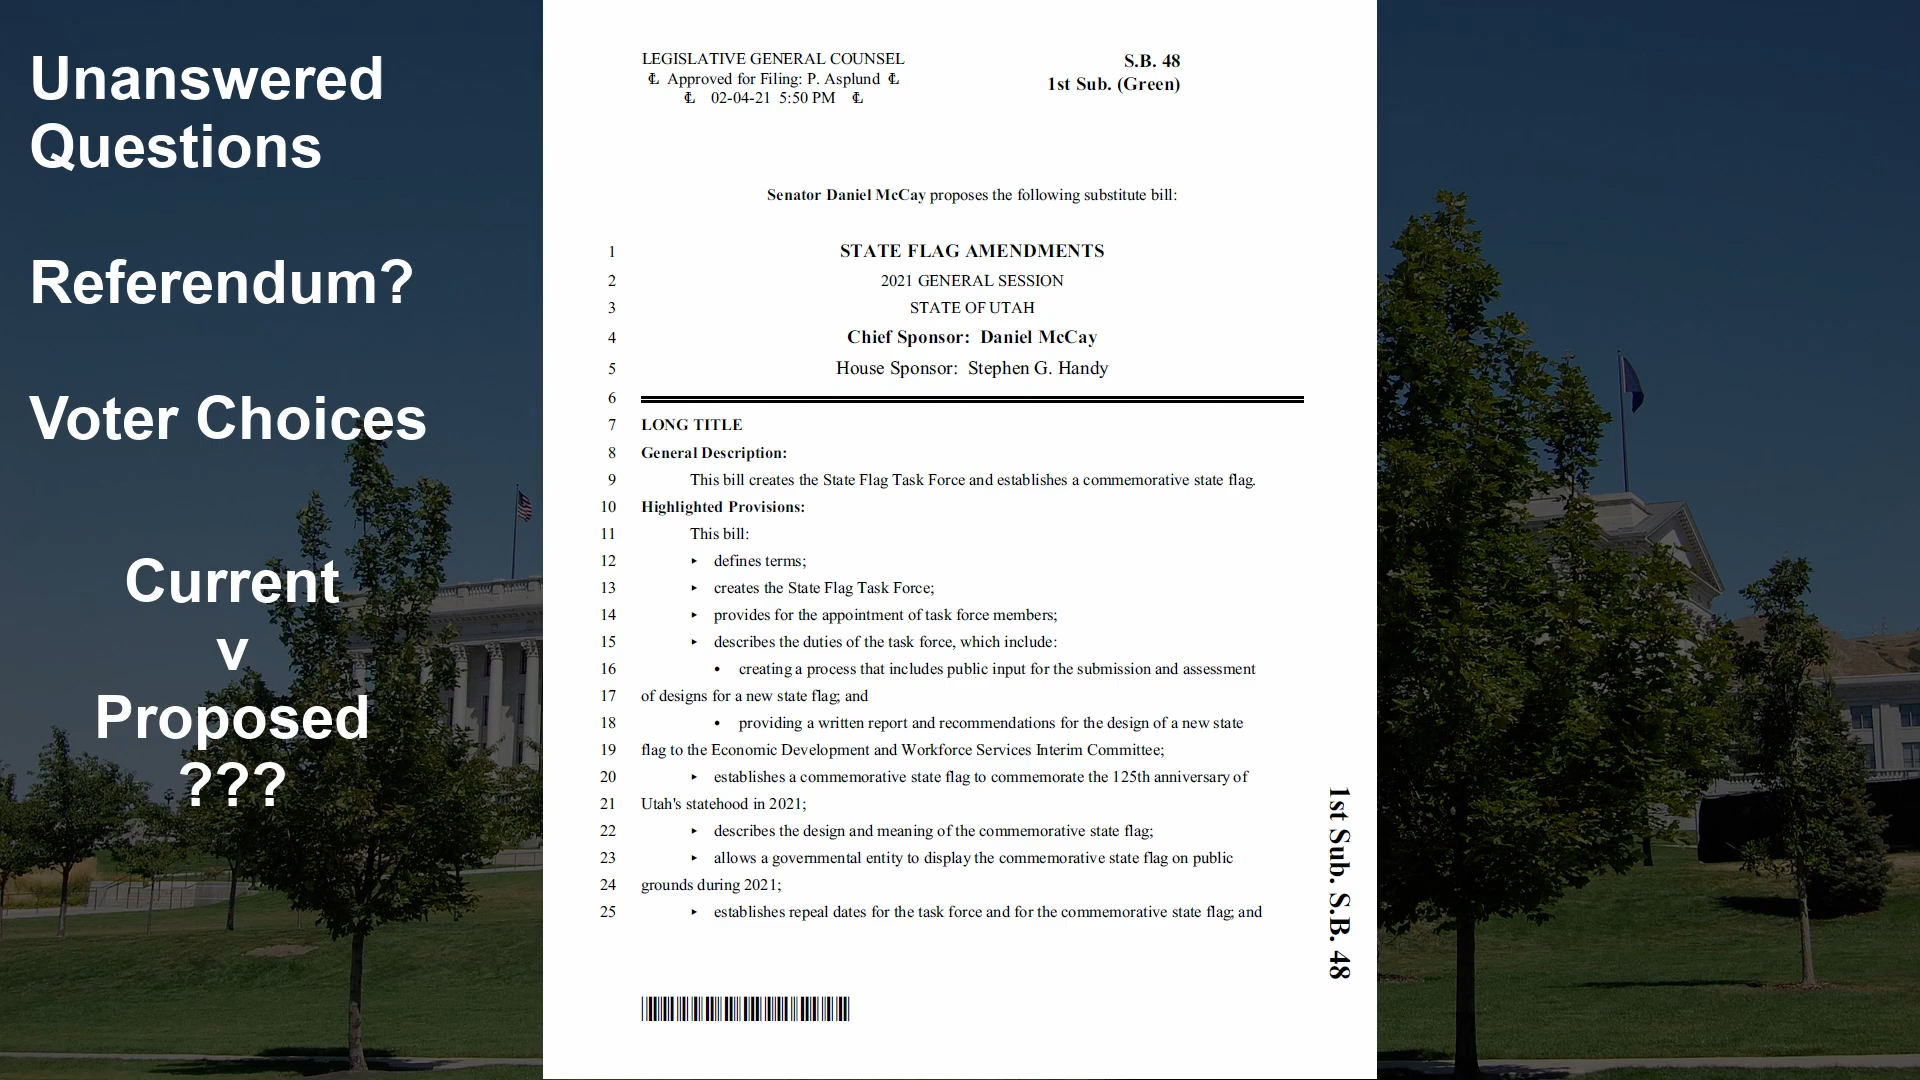 Unanswered
Questions
Referendum?
Voter Choices
Current
v
Proposed
???
LEGISLATIVE GENERAL COUNSEL
₵ Approved for Filing: P. Asplund ₵
₵ 02-04-21 5:50 PM ₵
S.B. 48
1st Sub. (Green)
Senator Daniel McCay proposes the following substitute bill:
1 STATE FLAG AMENDMENTS
2 2021 GENERAL SESSION
3 STATE OF UTAH
4 Chief Sponsor: Daniel McCay
5 House Sponsor: Stephen G. Handy
6
7 LONG TITLE
8 General Description:
9 This bill creates the State Flag Task Force and establishes a commemorative state flag.
10 Highlighted Provisions:
11 This bill:
12 ▸ defines terms;
13 ▸ creates the State Flag Task Force;
14 ▸ provides for the appointment of task force members;
15 ▸ describes the duties of the task force, which include:
16 • creating a process that includes public input for the submission and assessment
17 of designs for a new state flag; and
18 • providing a written report and recommendations for the design of a new state
19 flag to the Economic Development and Workforce Services Interim Committee;
20 ▸ establishes a commemorative state flag to commemorate the 125th anniversary of
21 Utah's statehood in 2021;
22 ▸ describes the design and meaning of the commemorative state flag;
23 ▸ allows a governmental entity to display the commemorative state flag on public
24 grounds during 2021;
25 ▸ establishes repeal dates for the task force and for the commemorative state flag; and
1st Sub. S.B. 48